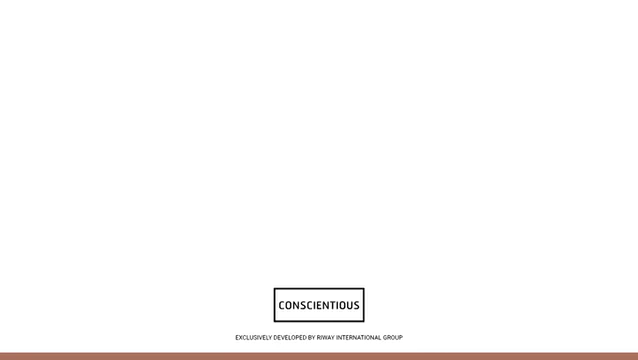 CONSCIENTIOUS
EXCLUSIVELY DEVELOPED BY RIWAY INTERNATIONAL GROUP